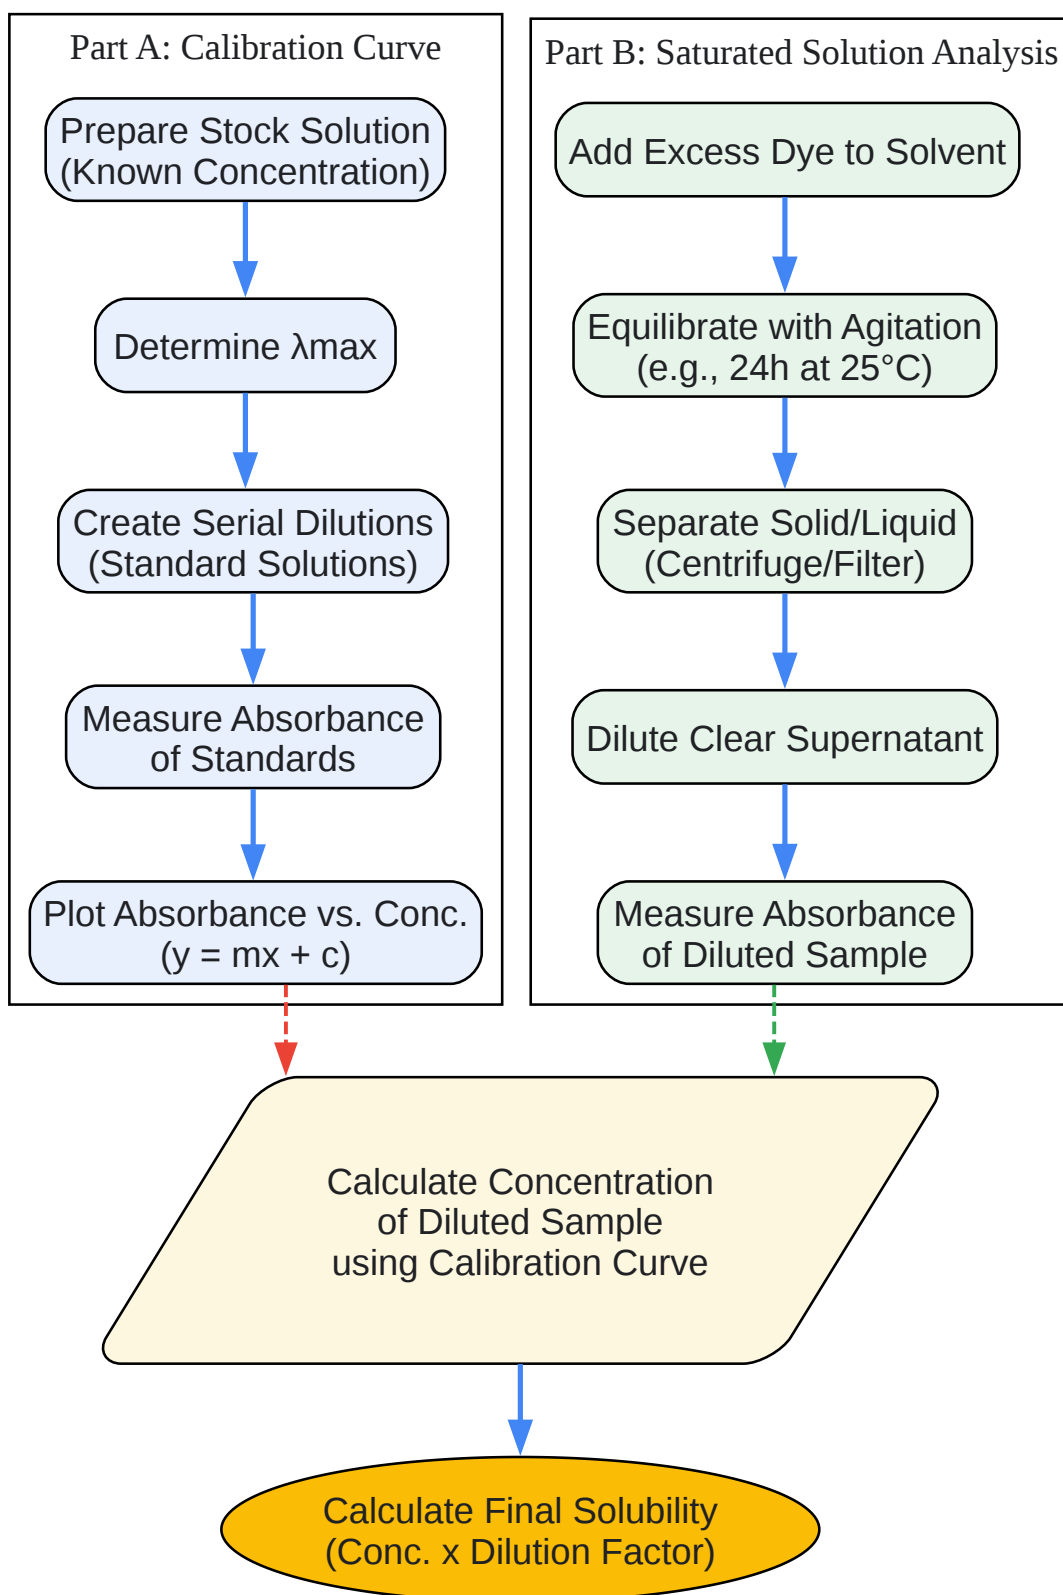 Part A: Calibration Curve
Prepare Stock Solution
(Known Concentration)
Determine λmax
Create Serial Dilutions
(Standard Solutions)
Measure Absorbance
of Standards
Plot Absorbance vs. Conc.
(y = mx + c)
Part B: Saturated Solution Analysis
Add Excess Dye to Solvent
Equilibrate with Agitation
(e.g., 24h at 25°C)
Separate Solid/Liquid
(Centrifuge/Filter)
Dilute Clear Supernatant
Measure Absorbance
of Diluted Sample
Calculate Concentration
of Diluted Sample
using Calibration Curve
Calculate Final Solubility
(Conc. x Dilution Factor)